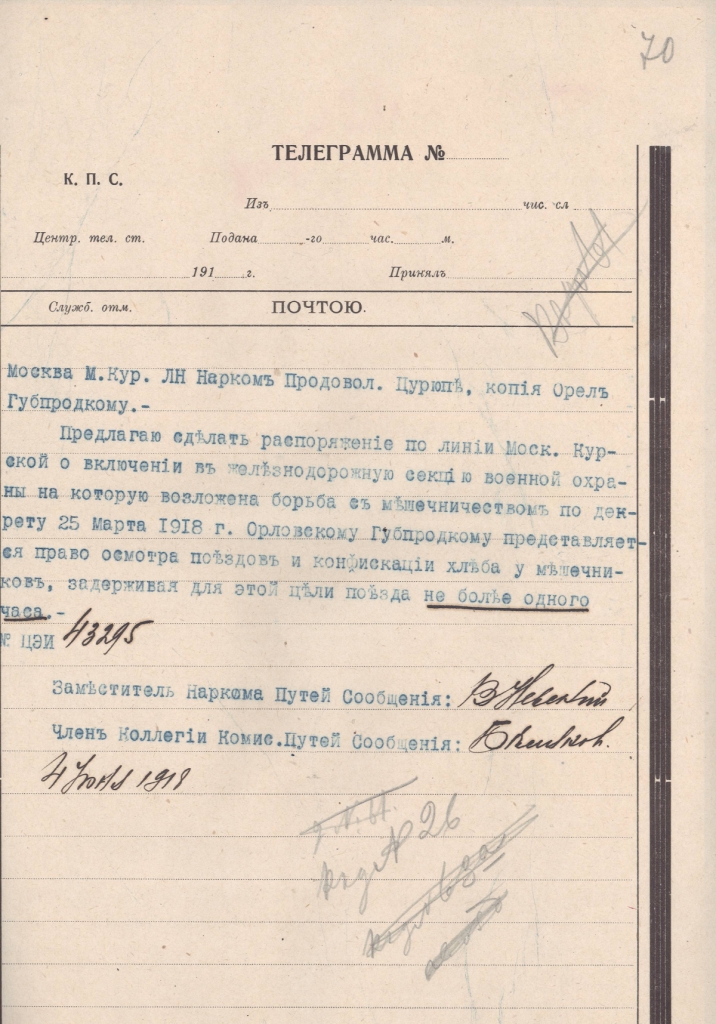 70
ТЕЛЕГРАММА №
К. П. С.
Изъ чис. сл
Центр. тел. ст. Подана -го час. м.
191 г. Принялъ
Служб. отм. ПОЧТОЮ.
Москва М.Кур. ЛН Наркомъ Продовол. Цурюпѣ, копія Орелъ
Губпродкому.-
Предлагаю сдѣлать распоряженіе по линіи Моск. Кур-
ской о включеніи въ желѣзнодорожную секцію военной охра-
ны на которую возложена борьба съ мѣшечничествомъ по дек-
рету 25 Марта 1918 г. Орловскому Губпродкому представляет-
ся право осмотра поѣздовъ и конфискаціи хлѣба у мѣшечни-
ковъ, задерживая для этой цѣли поѣзда не болѣе одного
часа.-
№ ЦЭИ 43295
Замѣститель Наркома Путей Сообщенія: В Невский
Членъ Коллегіи Комис.Путей Сообщенія:
4 1918
№ 26